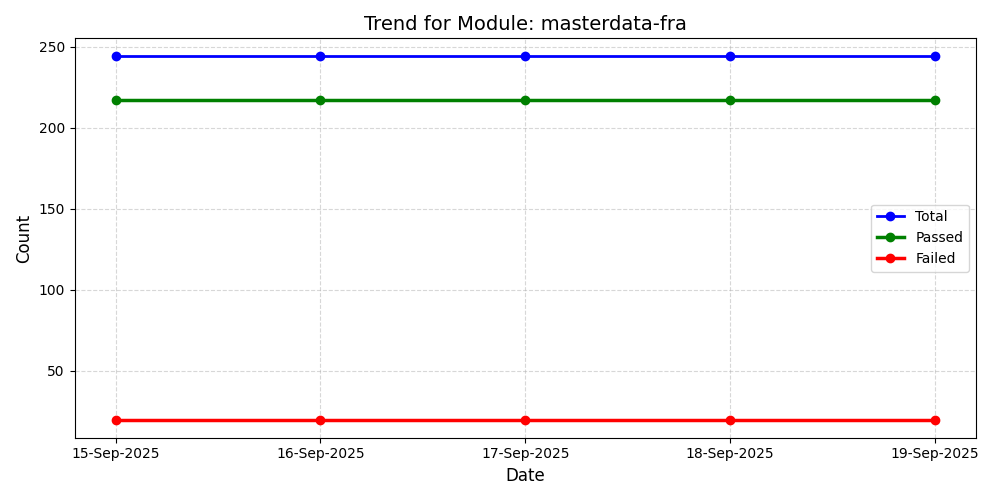 Trend for Module: masterdata-fra
250
200
150
100
50
Count
Total
Passed
Failed
15-Sep-2025
16-Sep-2025
17-Sep-2025
18-Sep-2025
19-Sep-2025
Date